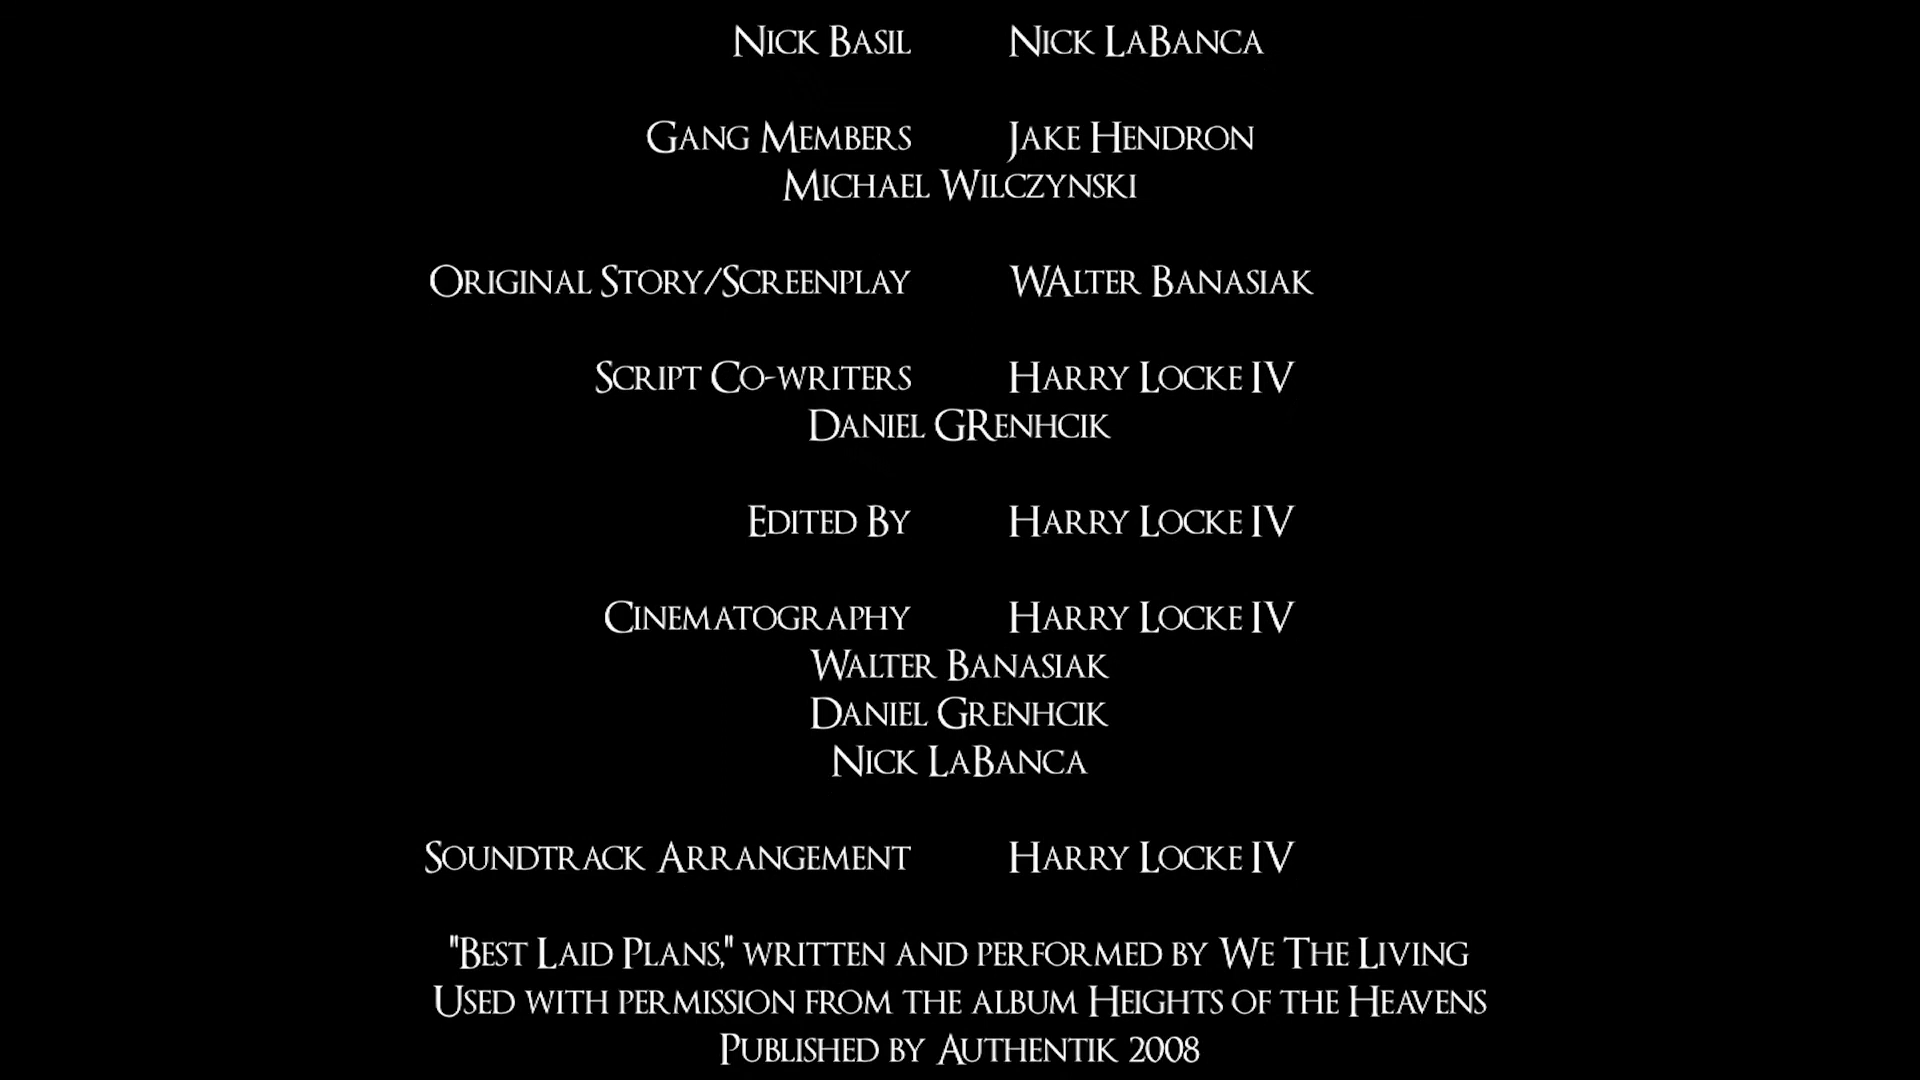 Nick Basil Nick LaBanca
Gang Members Jake Hendron
Michael Wilczynski
Original Story/Screenplay WAlter Banasiak
Script Co-writers Harry Locke IV
Daniel GRenhcik
Edited By Harry Locke IV
Cinematography Harry Locke IV
Walter Banasiak
Daniel Grenhcik
Nick LaBanca
Soundtrack Arrangement Harry Locke IV
"Best Laid Plans," written and performed by We The Living
Used with permission from the album Heights of the Heavens
Published by Authentik 2008